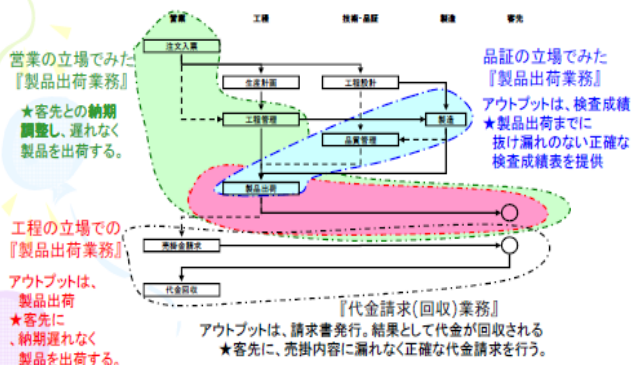 営業 工程 技術・品証 製造 客先
注文入票
営業の立場でみた
『製品出荷業務』
★客先との納期
調整し、遅れなく
製品を出荷する。
生産計画 工程設計
工程管理 製造
品質管理
製品出荷
品証の立場でみた
『製品出荷業務』
アウトプットは、検査成績
★製品出荷までに
抜け漏れのない正確な
検査成績表を提供
工程の立場での
『製品出荷業務』
アウトプットは、
製品出荷
★客先に
、納期遅れなく
製品を出荷する。
売掛金請求
代金回収
『代金請求(回収)業務』
アウトプットは、請求書発行。結果として代金が回収される
★客先に、売掛内容に漏れなく正確な代金請求を行う。